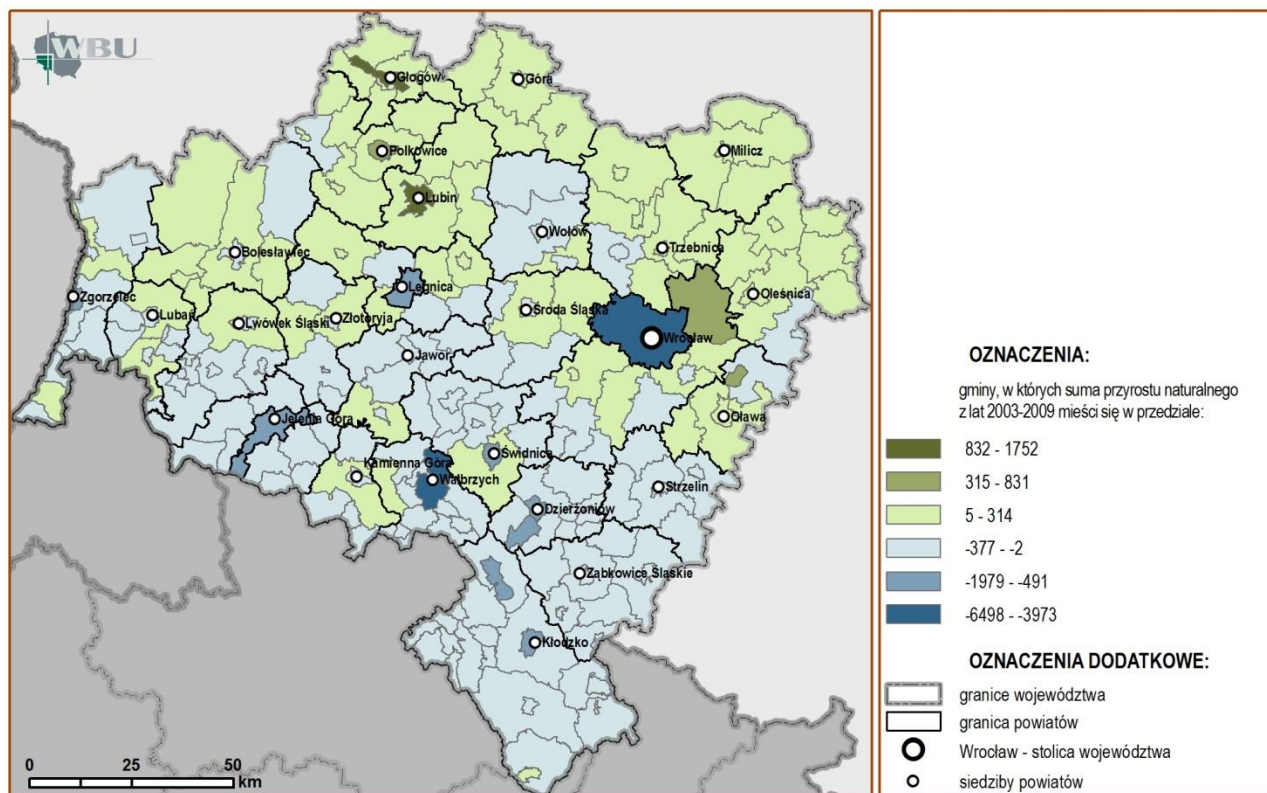 WBU
Głogów
Góra
Polkowice
Milicz
Lubin
Wołów
Trzebnica
Bolesławiec
Zgorzelec
Legnica
Oleśnica
Lubań
Lwówek Śląski
Złotoryja
Środa Śląska
Wrocław
Jawor
Jelenia Góra
Oława
Kamienna Góra
Świdnica
Wałbrzych
Strzelin
Dzierżoniów
Ząbkowice Śląskie
Kłodzko
0 25 50
km
OZNACZENIA:
gminy, w których suma przyrostu naturalnego
z lat 2003-2009 mieści się w przedziale:
832 - 1752
315 - 831
5 - 314
-377 - -2
-1979 - -491
-6498 - -3973
OZNACZENIA DODATKOWE:
granice województwa
granica powiatów
Wrocław - stolica województwa
siedziby powiatów